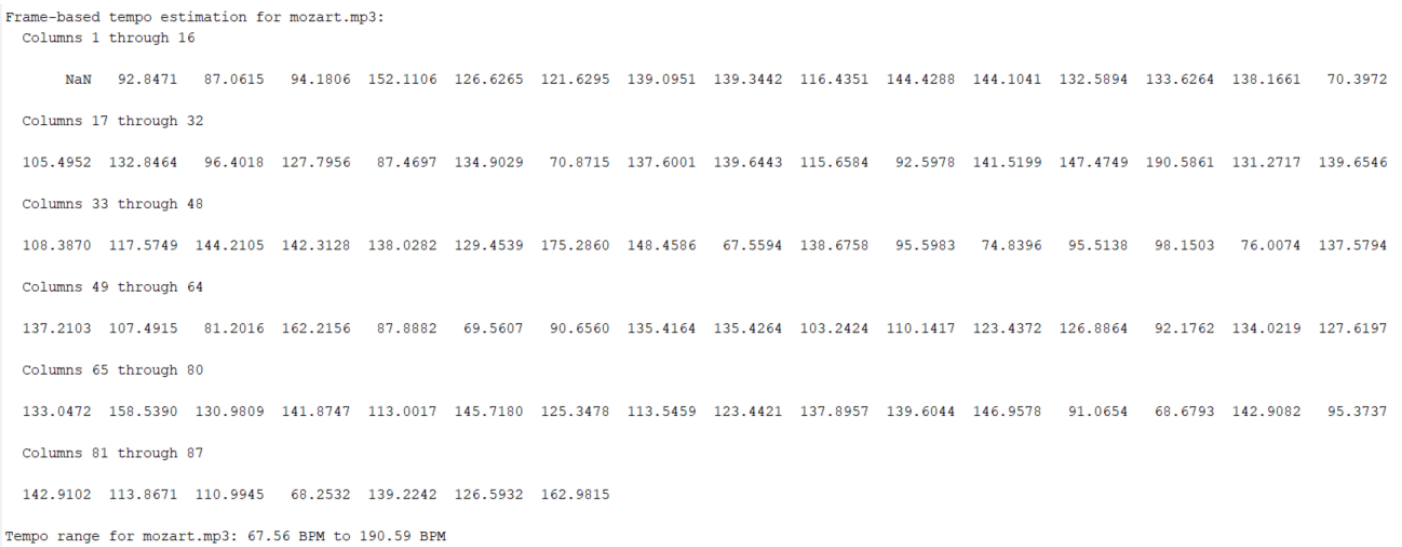 Frame-based tempo estimation for mozart.mp3:
Columns 1 through 16
NaN 92.8471 87.0615 94.1806 152.1106 126.6265 121.6295 139.0951 139.3442 116.4351 144.4288 144.1041 132.5894 133.6264 138.1661 70.3972
Columns 17 through 32
105.4952 132.8464 96.4018 127.7956 87.4697 134.9029 70.8715 137.6001 139.6443 115.6584 92.5978 141.5199 147.4749 190.5861 131.2717 139.6546
Columns 33 through 48
108.3870 117.5749 144.2105 142.3128 138.0282 129.4539 175.2860 148.4586 67.5594 138.6758 95.5983 74.8396 95.5138 98.1503 76.0074 137.5794
Columns 49 through 64
137.2103 107.4915 81.2016 162.2156 87.8882 69.5607 90.6560 135.4164 135.4264 103.2424 110.1417 123.4372 126.8864 92.1762 134.0219 127.6197
Columns 65 through 80
133.0472 158.5390 130.9809 141.8747 113.0017 145.7180 125.3478 113.5459 123.4421 137.8957 139.6044 146.9578 91.0654 68.6793 142.9082 95.3737
Columns 81 through 87
142.9102 113.8671 110.9945 68.2532 139.2242 126.5932 162.9815
Tempo range for mozart.mp3: 67.56 BPM to 190.59 BPM